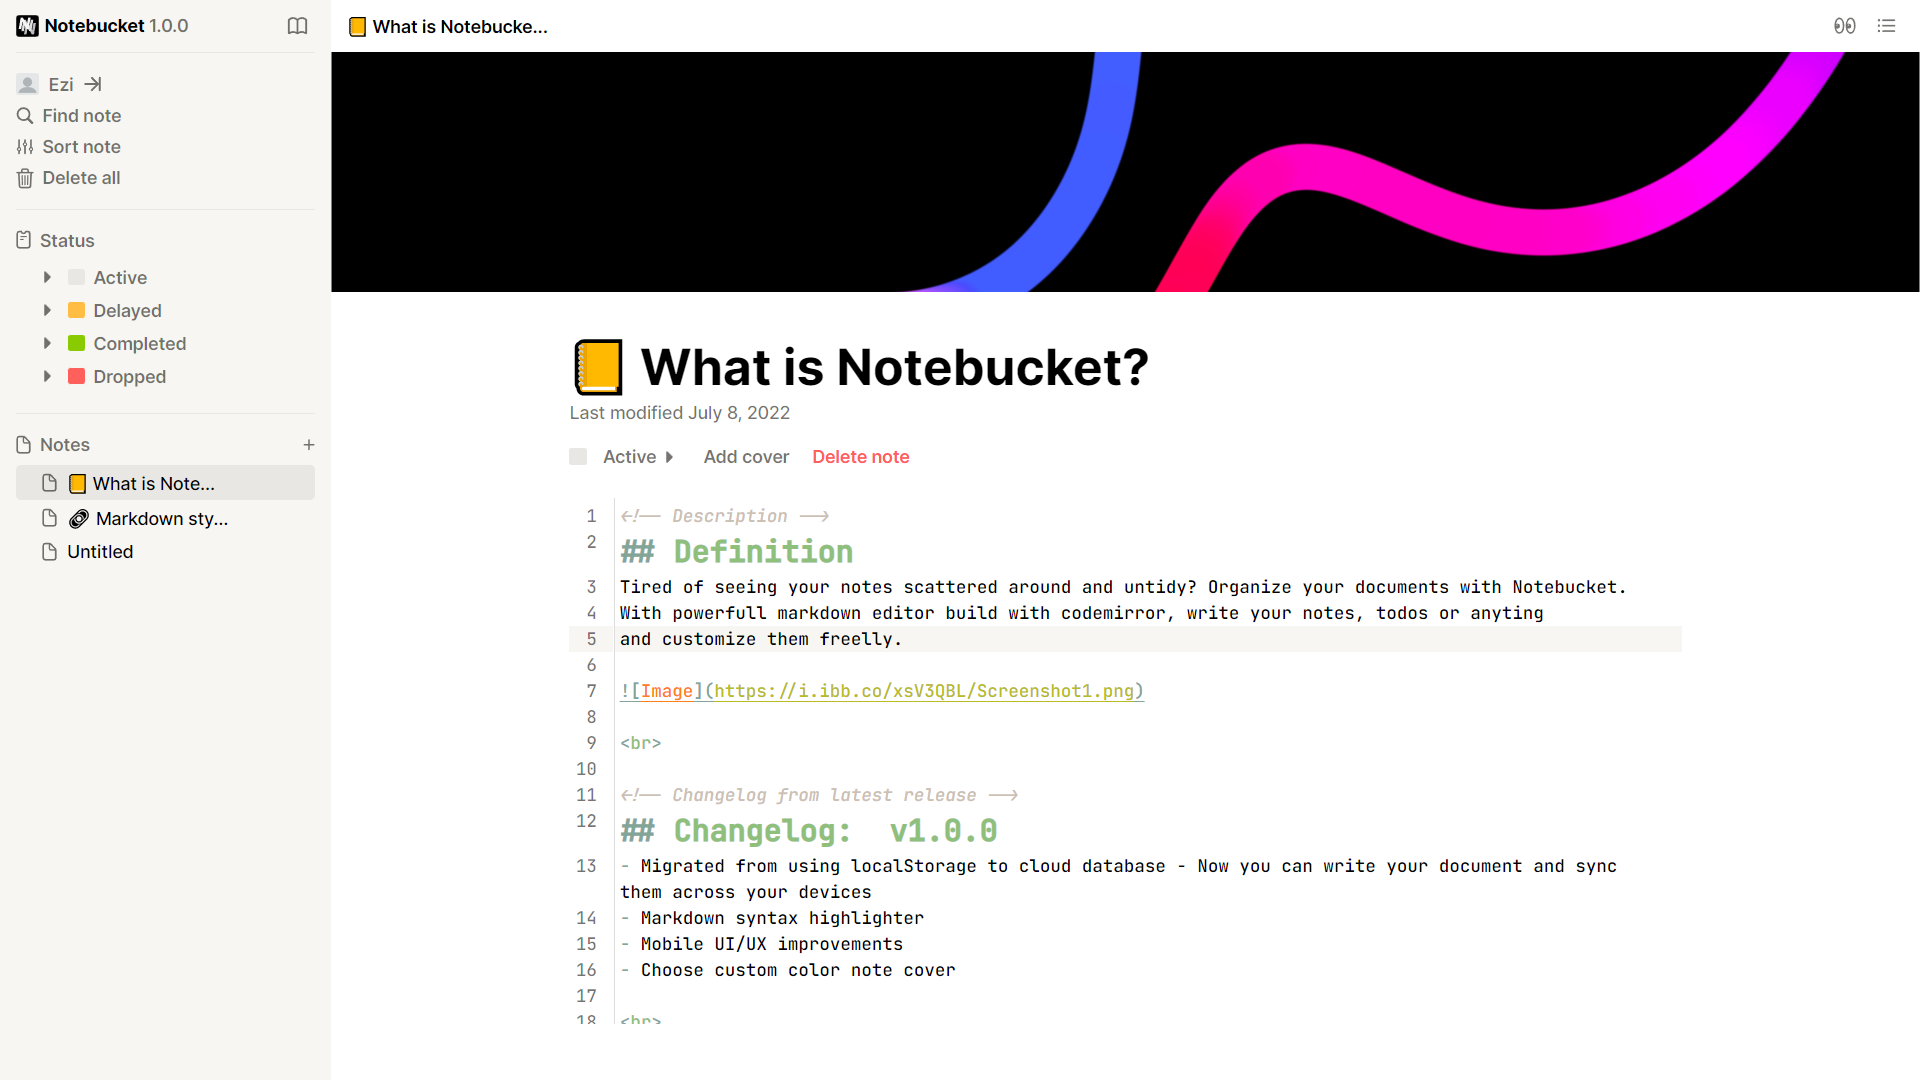 Notebucket 1.0.0
Ezi
Find note
Sort note
Delete all
Status
Active
Delayed
Completed
Dropped
Notes +
What is Note...
Markdown sty...
Untitled
What is Notebucke...
What is Notebucket?
Last modified July 8, 2022
Active Add cover Delete note
1 <!-- Description -->
2 ## Definition
3 Tired of seeing your notes scattered around and untidy? Organize your documents with Notebucket.
4 With powerfull markdown editor build with codemirror, write your notes, todos or anyting
5 and customize them freelly.
6
7 ![Image](https://i.ibb.co/xsV3QBL/Screenshot1.png)
8
9 <br>
10
11 <!-- Changelog from latest release -->
12 ## Changelog:  v1.0.0
13 - Migrated from using localStorage to cloud database - Now you can write your document and sync
them across your devices
14 - Markdown syntax highlighter
15 - Mobile UI/UX improvements
16 - Choose custom color note cover
17
18 <br>